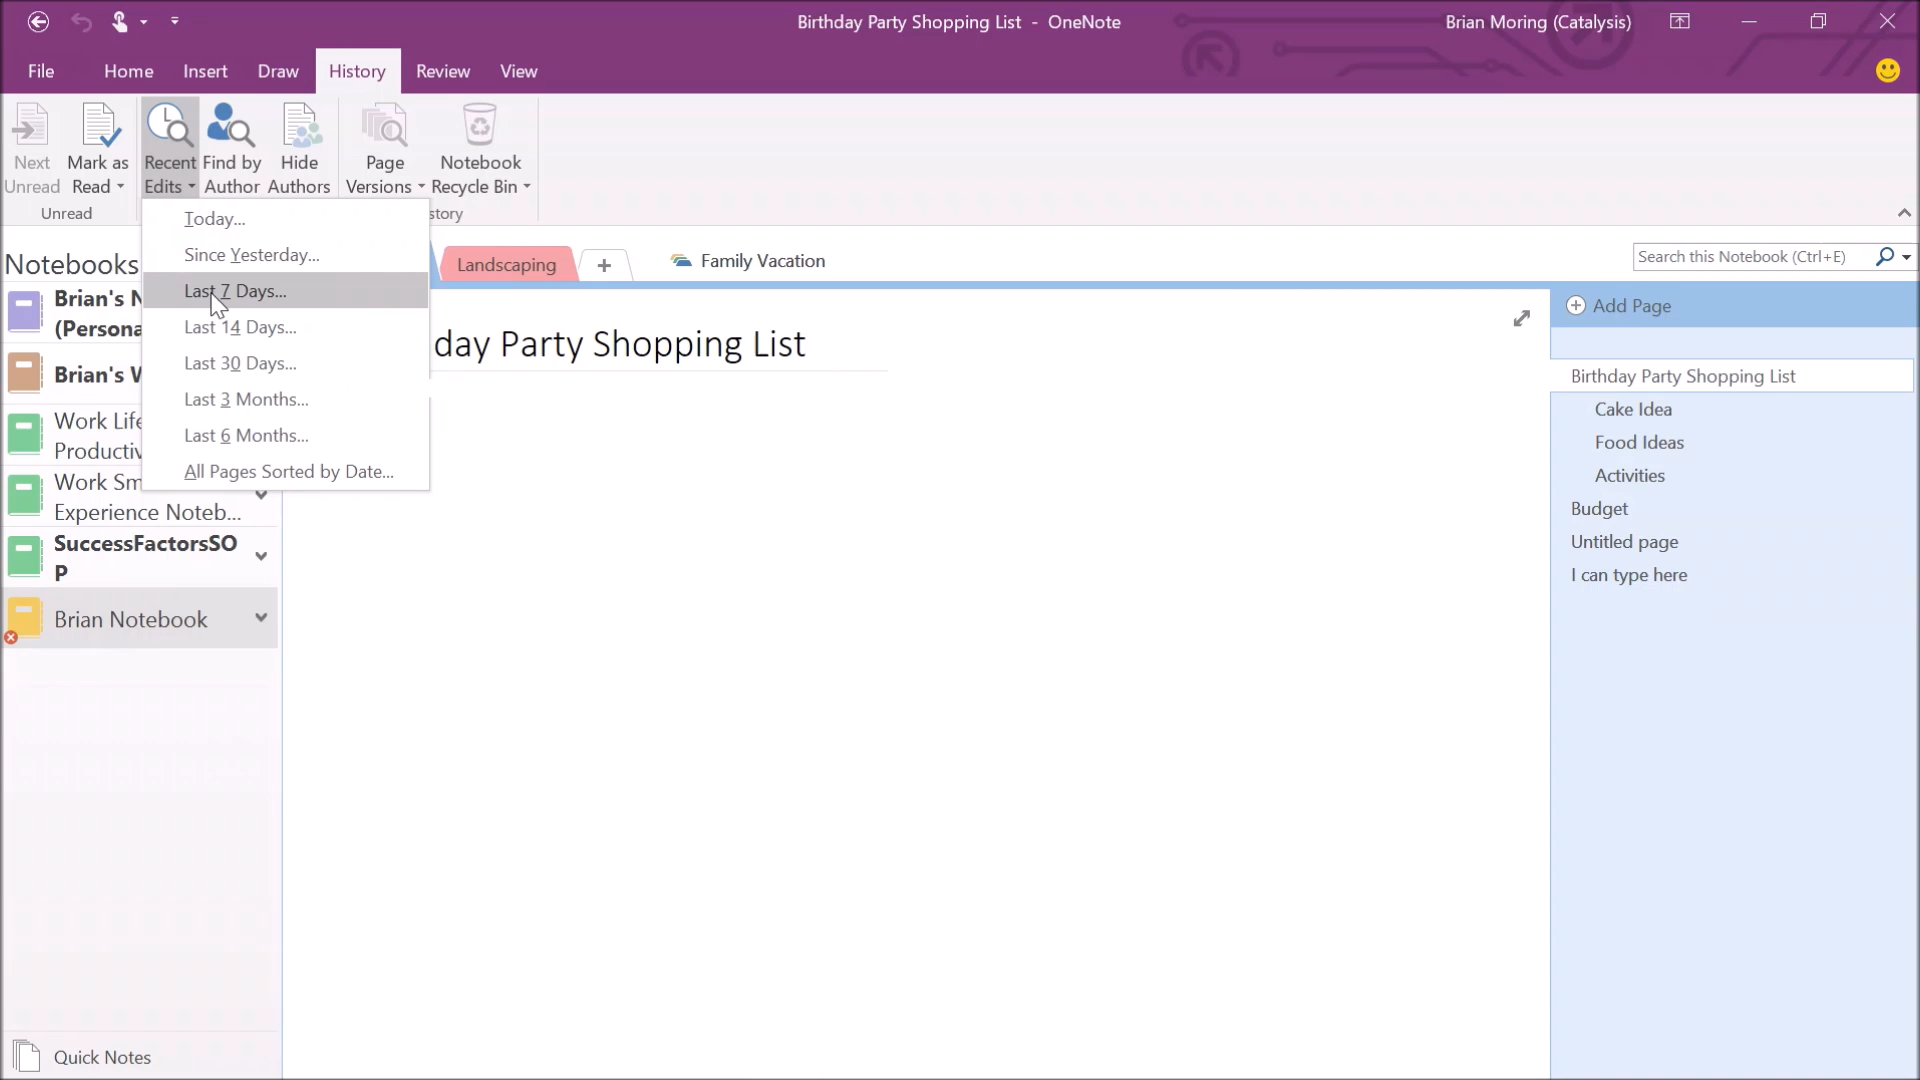 Birthday Party Shopping List - OneNote
Brian Moring (Catalysis)
File Home Insert Draw History Review View
Next Unread
Mark as Read
Recent Edits
Find by Author
Hide Authors
Page Versions
Notebook Recycle Bin
Unread
story
Today...
Since Yesterday...
Last 7 Days...
Last 14 Days...
Last 30 Days...
Last 3 Months...
Last 6 Months...
All Pages Sorted by Date...
Notebooks
Brian's N
(Persona
Brian's W
Work Life
Productiv
Work Sm
Experience Noteb...
SuccessFactorsSO
P
Brian Notebook
Quick Notes
Landscaping
Family Vacation
Search this Notebook (Ctrl+E)
day Party Shopping List
Add Page
Birthday Party Shopping List
Cake Idea
Food Ideas
Activities
Budget
Untitled page
I can type here